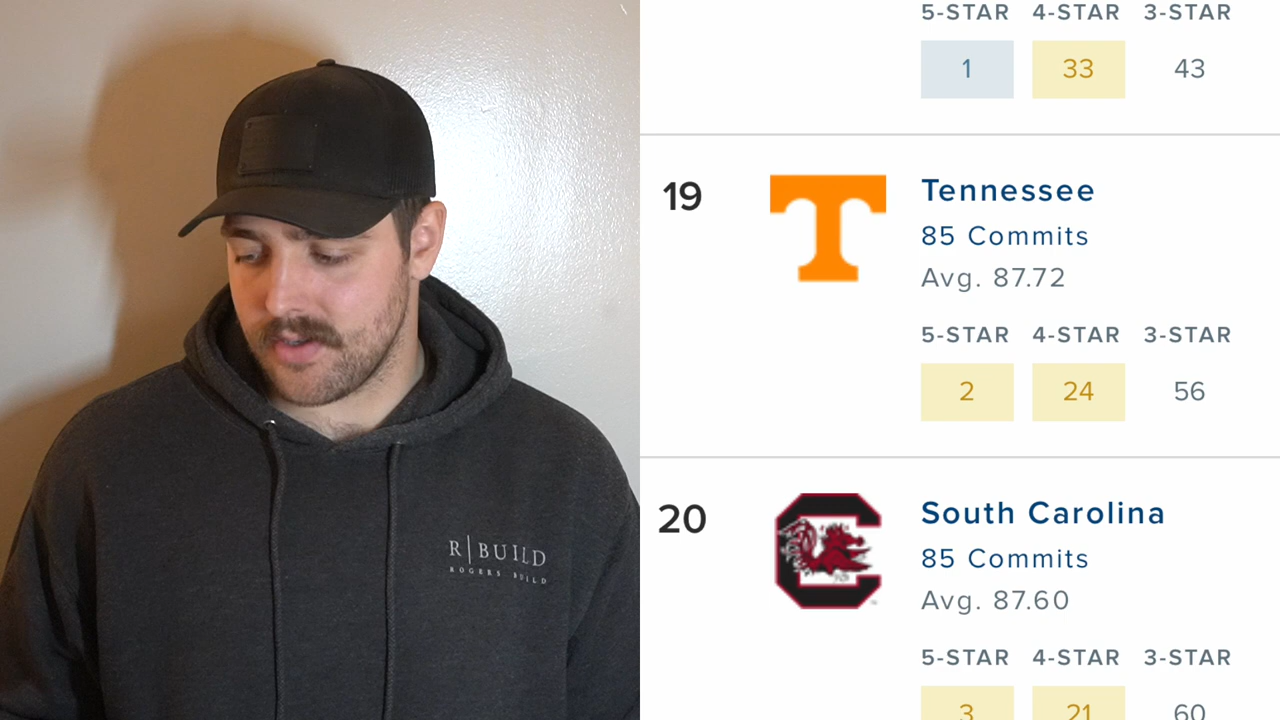 R|BUILD
ROGERS BUILD
5-STAR 4-STAR 3-STAR
1 33 43
19
Tennessee
85 Commits
Avg. 87.72
5-STAR 4-STAR 3-STAR
2 24 56
20
South Carolina
85 Commits
Avg. 87.60
5-STAR 4-STAR 3-STAR
3 21 60